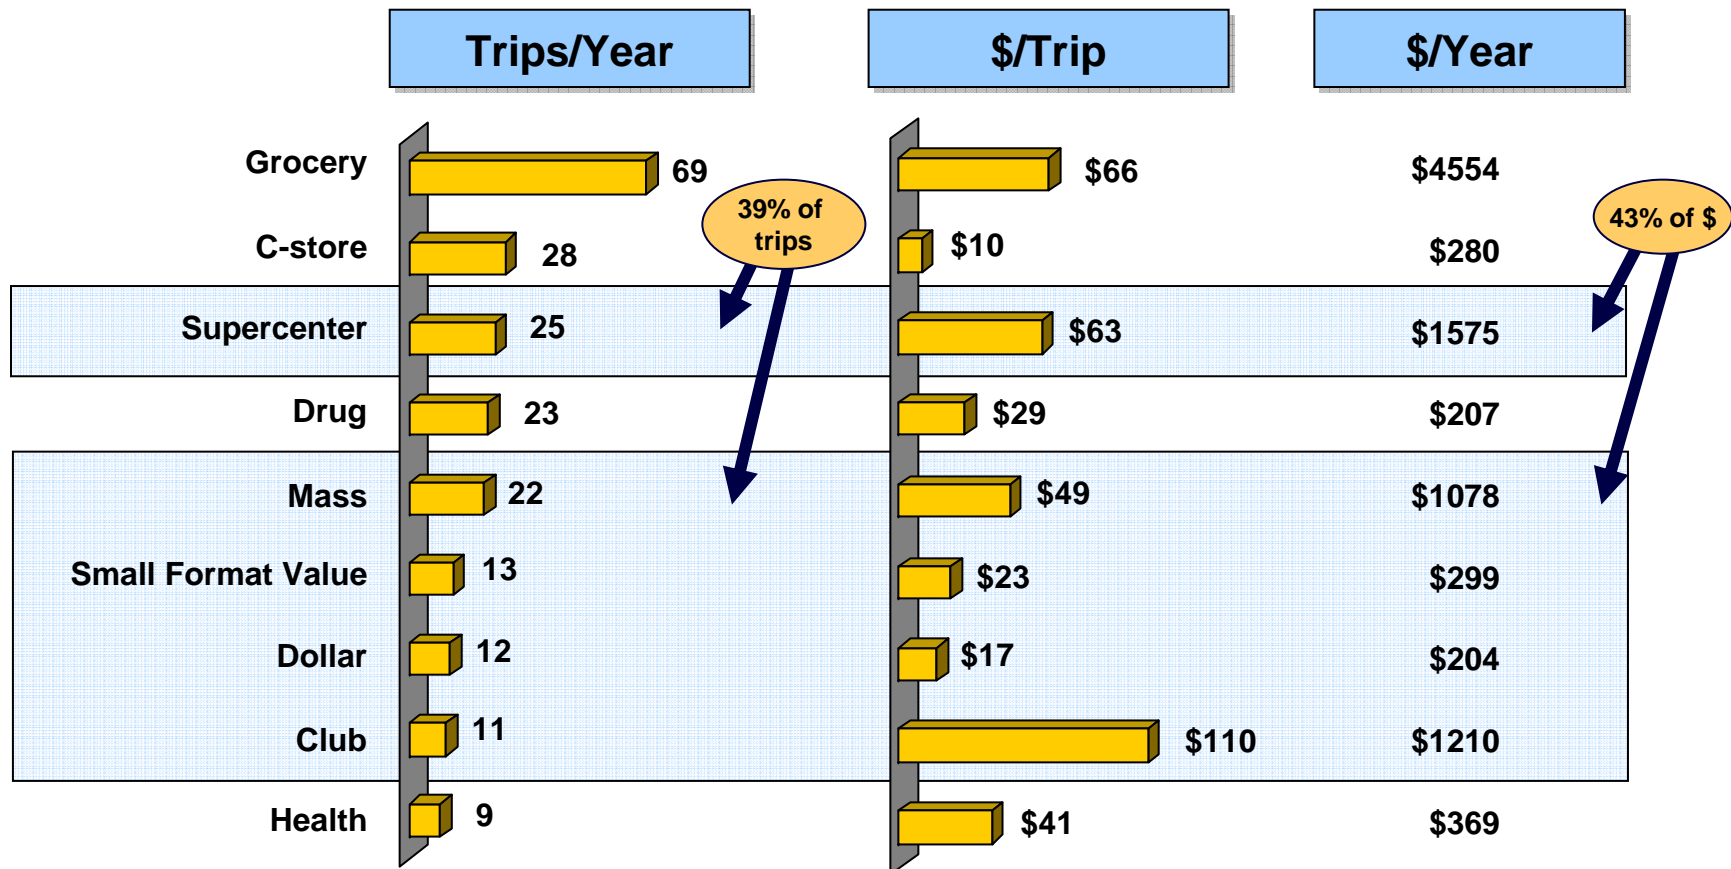 Trips/Year $/Trip $/Year
Grocery 69 $66 $4554
39% of
trips
43% of $
C-store 28 $10 $280
Supercenter 25 $63 $1575
Drug 23 $29 $207
Mass 22 $49 $1078
Small Format Value 13 $23 $299
Dollar 12 $17 $204
Club 11 $110 $1210
Health 9 $41 $369